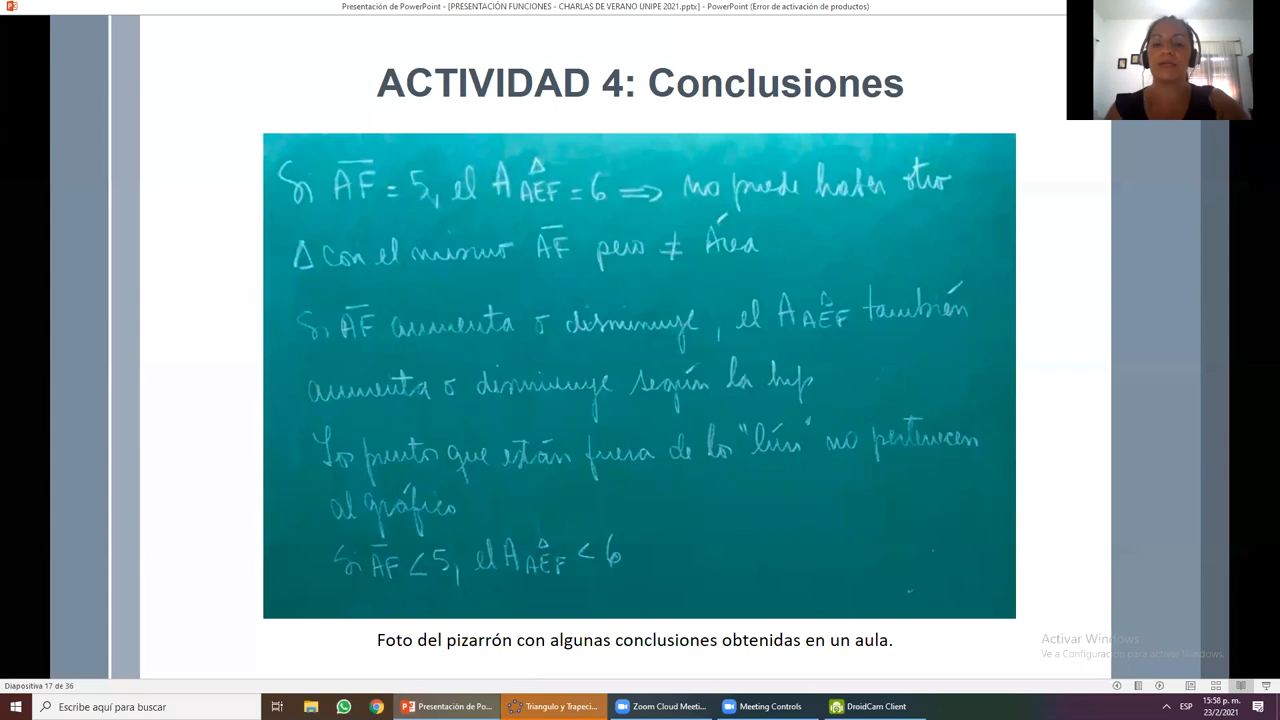 Presentación de PowerPoint - [PRESENTACIÓN FUNCIONES - CHARLAS DE VERANO UNIPE 2021.pptx] - PowerPoint (Error de activación de productos)
ACTIVIDAD 4: Conclusiones
Si AF = 5, el A AEF = 6 ⟹ no puede haber otro
Δ con el mismo AF pero ≠ Área
Si AF aumenta o disminuye, el A AEF también
aumenta o disminuye según la hip
Los puntos que están fuera de la "lín" no pertenecen
al gráfico
Si AF < 5, el A AEF < 6
Foto del pizarrón con algunas conclusiones obtenidas en un aula.
Activar Windows
Ve a Configuración para activar Windows.
Diapositiva 17 de 36
Escribe aquí para buscar
Presentación de Po...
Triangulo y Trapeci...
Zoom Cloud Meeti...
Meeting Controls
DroidCam Client
ESP
15:58 p. m.
23/2/2021